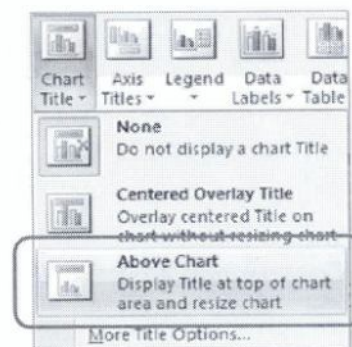 Chart Axis Legend Data Data
Title Titles Labels Table
None
Do not display a chart Title
Centered Overlay Title
Overlay centered Title on
chart without resizing chart
Above Chart
Display Title at top of chart
area and resize chart
More Title Options...